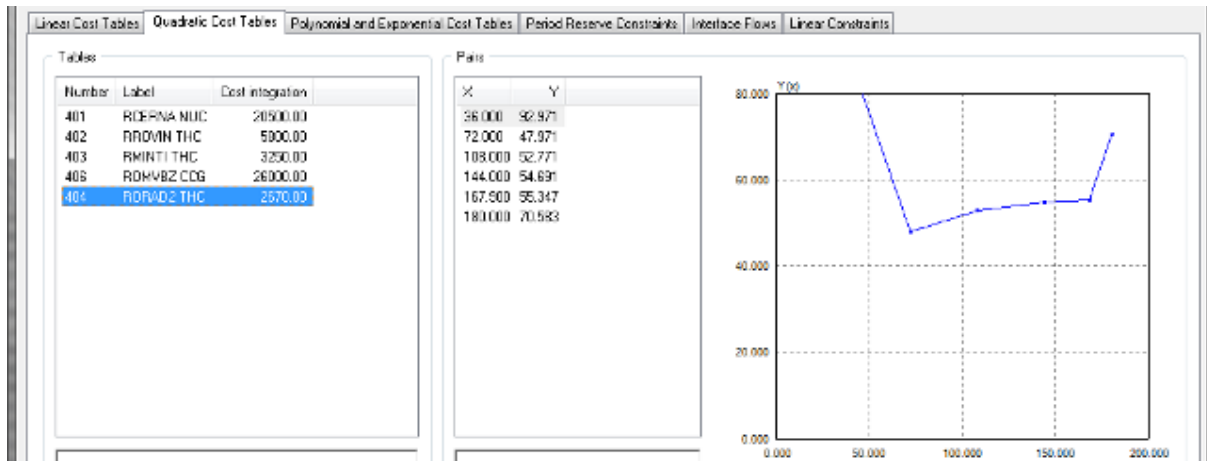 Linear Cost Tables Quadratic Cost Tables Polynomial and Exponential Cost Tables Period Reserve Constraints Interface Flows Linear Constraints
Tables
Number Label Cost integration
401 RCERNA NUC 20500.00
402 RROVIN THC 5800.00
403 RMINTI THC 3250.00
406 ROMVBZ CCG 26000.00
404 RORAD2 THC 2670.00
Pairs
X Y
36.000 92.971
72.000 47.971
108.000 52.771
144.000 54.691
167.900 55.347
180.000 70.583
Y(x)
80.000
60.000
40.000
20.000
0.000
0.000 50.000 100.000 150.000 200.000